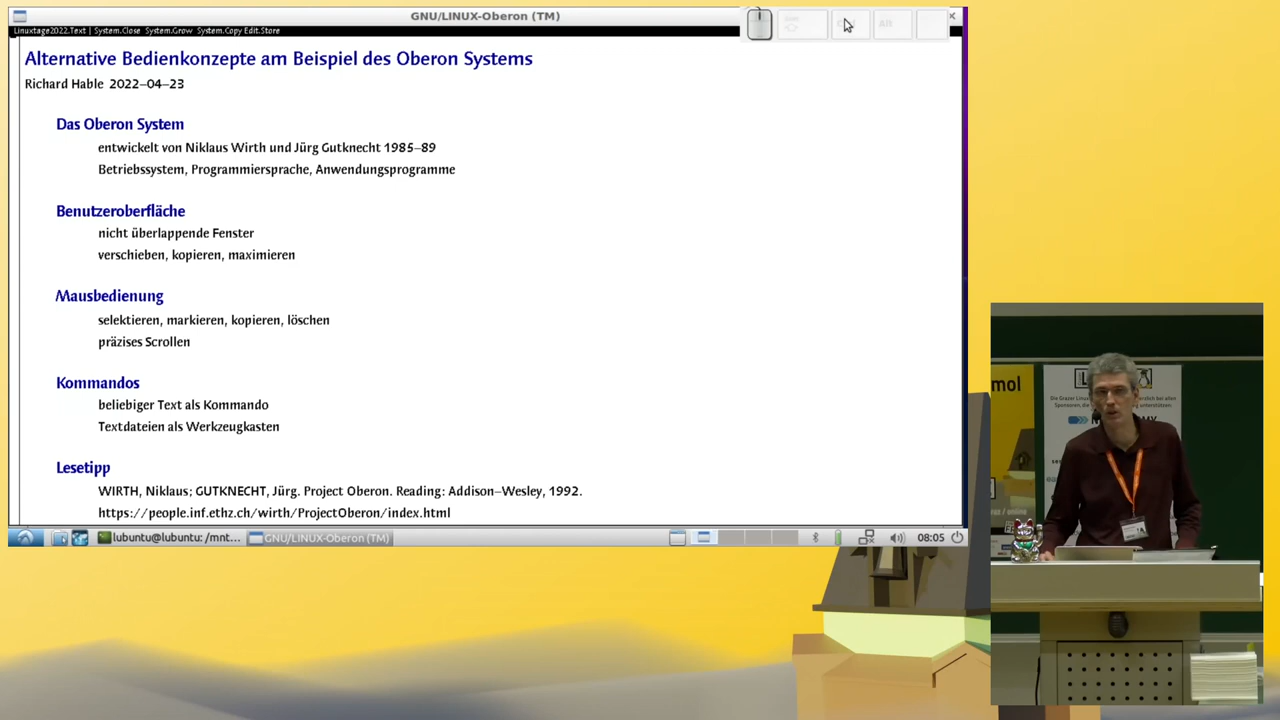 GNU/LINUX-Oberon (TM)
Linuxtage2022.Text | System.Close System.Grow System.Copy Edit.Store
Alt
Alternative Bedienkonzepte am Beispiel des Oberon Systems
Richard Hable 2022–04–23
Das Oberon System
entwickelt von Niklaus Wirth und Jürg Gutknecht 1985–89
Betriebssystem, Programmiersprache, Anwendungsprogramme
Benutzeroberfläche
nicht überlappende Fenster
verschieben, kopieren, maximieren
Mausbedienung
selektieren, markieren, kopieren, löschen
präzises Scrollen
Kommandos
beliebiger Text als Kommando
Textdateien als Werkzeugkasten
Lesetipp
WIRTH, Niklaus; GUTKNECHT, Jürg. Project Oberon. Reading: Addison–Wesley, 1992.
https://people.inf.ethz.ch/wirth/ProjectOberon/index.html
lubuntu@lubuntu: /mnt...
GNU/LINUX-Oberon (TM)
08:05
mol